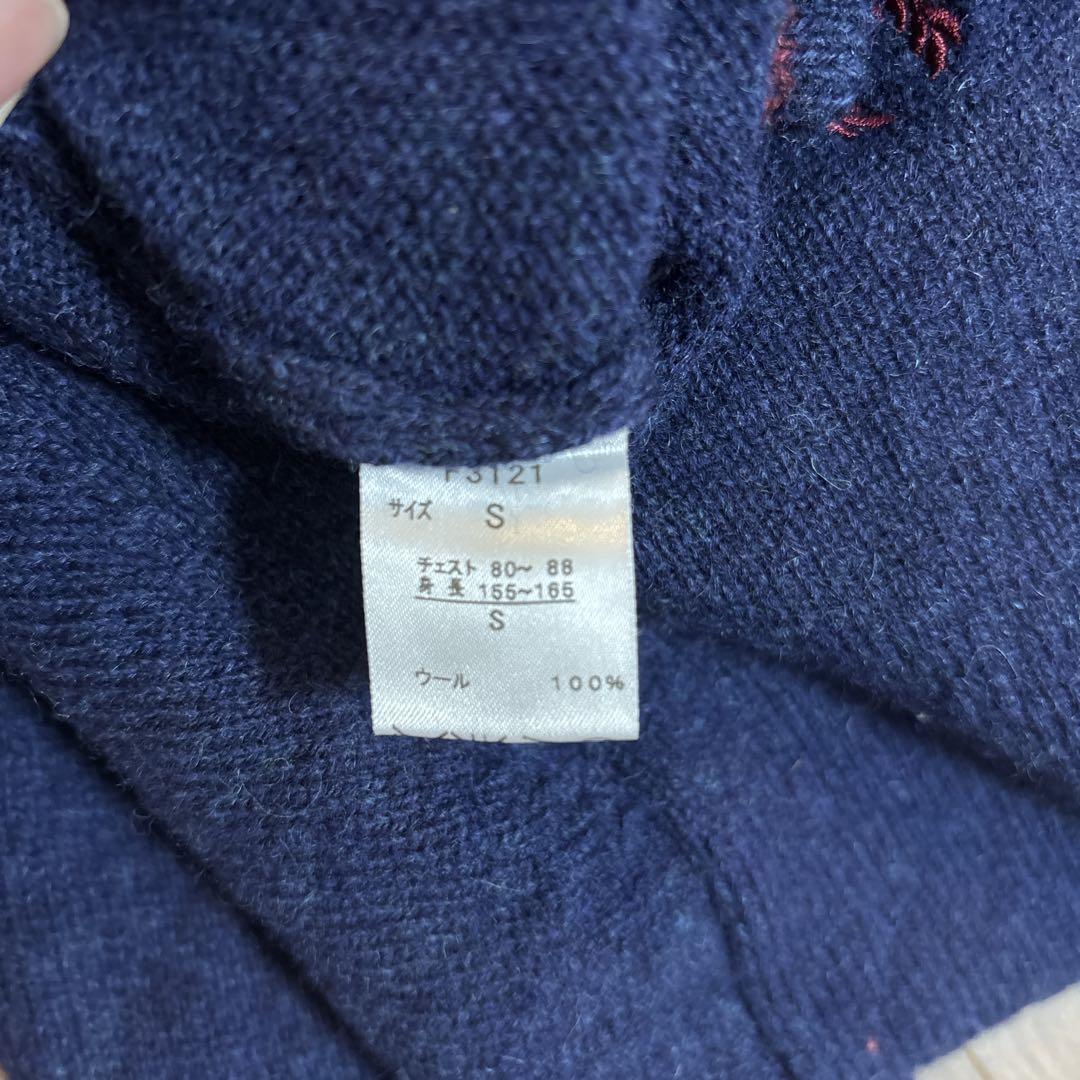 F3121
サイズ S
チェスト 80～ 88
身 長 155～165
S
ウール 100%